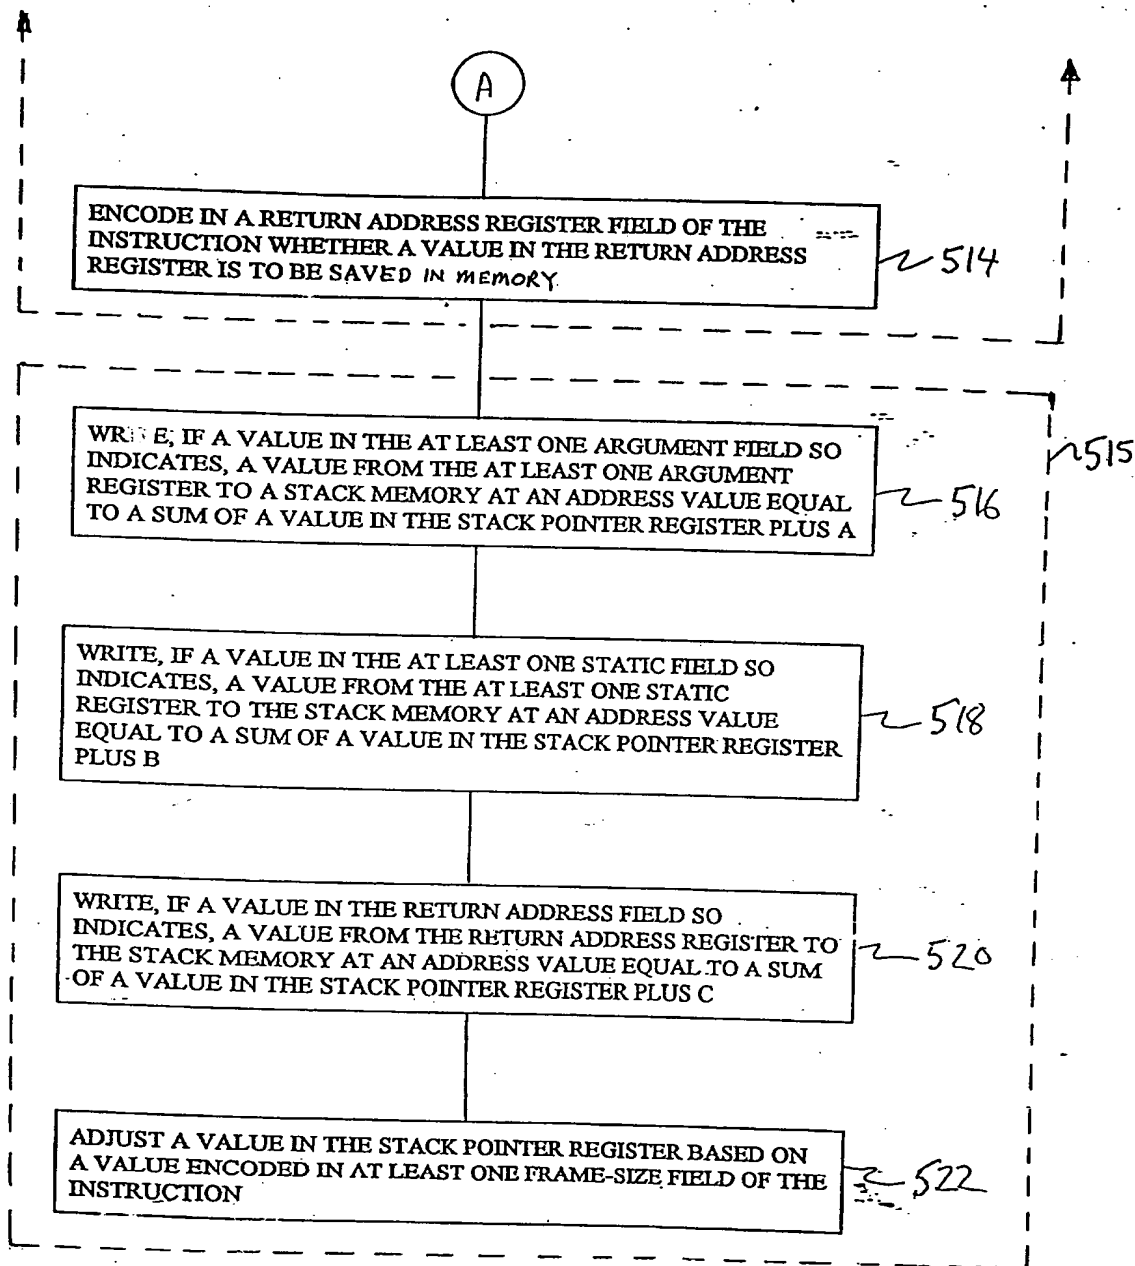 A
ENCODE IN A RETURN ADDRESS REGISTER FIELD OF THE
INSTRUCTION WHETHER A VALUE IN THE RETURN ADDRESS
REGISTER IS TO BE SAVED IN MEMORY
514
515
WRITE, IF A VALUE IN THE AT LEAST ONE ARGUMENT FIELD SO
INDICATES, A VALUE FROM THE AT LEAST ONE ARGUMENT
REGISTER TO A STACK MEMORY AT AN ADDRESS VALUE EQUAL
TO A SUM OF A VALUE IN THE STACK POINTER REGISTER PLUS A
516
WRITE, IF A VALUE IN THE AT LEAST ONE STATIC FIELD SO
INDICATES, A VALUE FROM THE AT LEAST ONE STATIC
REGISTER TO THE STACK MEMORY AT AN ADDRESS VALUE
EQUAL TO A SUM OF A VALUE IN THE STACK POINTER REGISTER
PLUS B
518
WRITE, IF A VALUE IN THE RETURN ADDRESS FIELD SO
INDICATES, A VALUE FROM THE RETURN ADDRESS REGISTER TO
THE STACK MEMORY AT AN ADDRESS VALUE EQUAL TO A SUM
OF A VALUE IN THE STACK POINTER REGISTER PLUS C
520
ADJUST A VALUE IN THE STACK POINTER REGISTER BASED ON
A VALUE ENCODED IN AT LEAST ONE FRAME-SIZE FIELD OF THE
INSTRUCTION
522